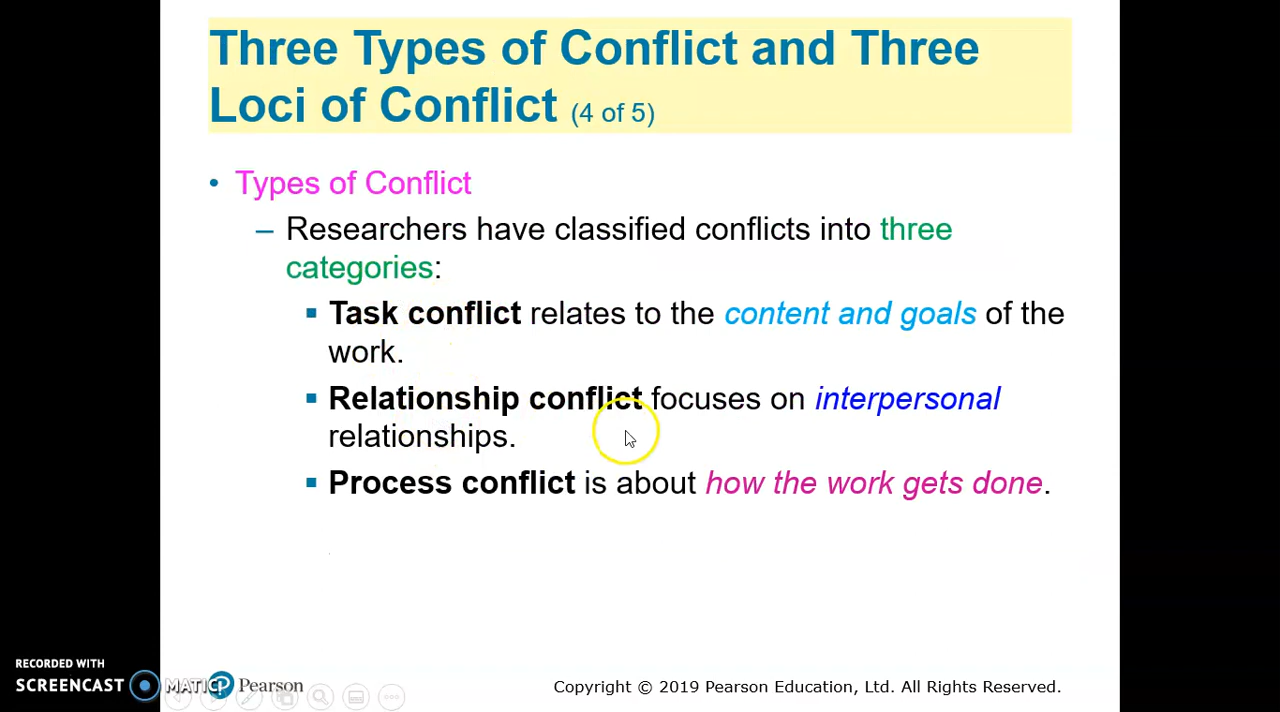 Three Types of Conflict and Three
Loci of Conflict (4 of 5)
• Types of Conflict
– Researchers have classified conflicts into three
categories:
▪ Task conflict relates to the content and goals of the
work.
▪ Relationship conflict focuses on interpersonal
relationships.
▪ Process conflict is about how the work gets done.
RECORDED WITH
SCREENCAST MATIC
Pearson
Copyright © 2019 Pearson Education, Ltd. All Rights Reserved.